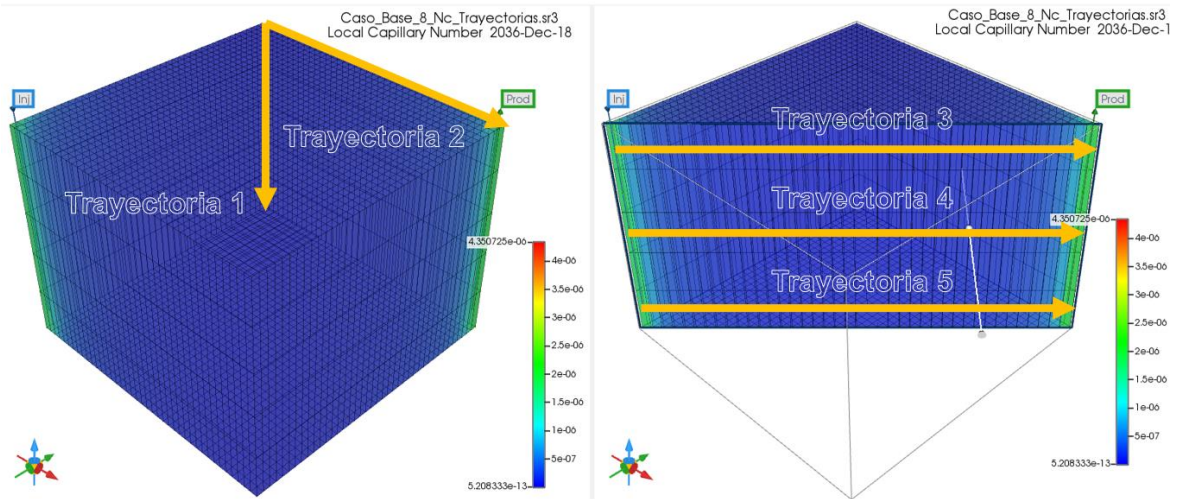 Caso_Base_8_Nc_Trayectorias.sr3
Local Capillary Number 2036-Dec-18
Inj
Prod
Trayectoria 2
Trayectoria 1
4.350725e-06
4e-06
3.5e-06
3e-06
2.5e-06
2e-06
1.5e-06
1e-06
5e-07
5.208333e-13
Caso_Base_8_Nc_Trayectorias.sr3
Local Capillary Number 2036-Dec-1
Inj
Prod
Trayectoria 3
Trayectoria 4
Trayectoria 5
4.350725e-06
4e-06
3.5e-06
3e-06
2.5e-06
2e-06
1.5e-06
1e-06
5e-07
5.208333e-13